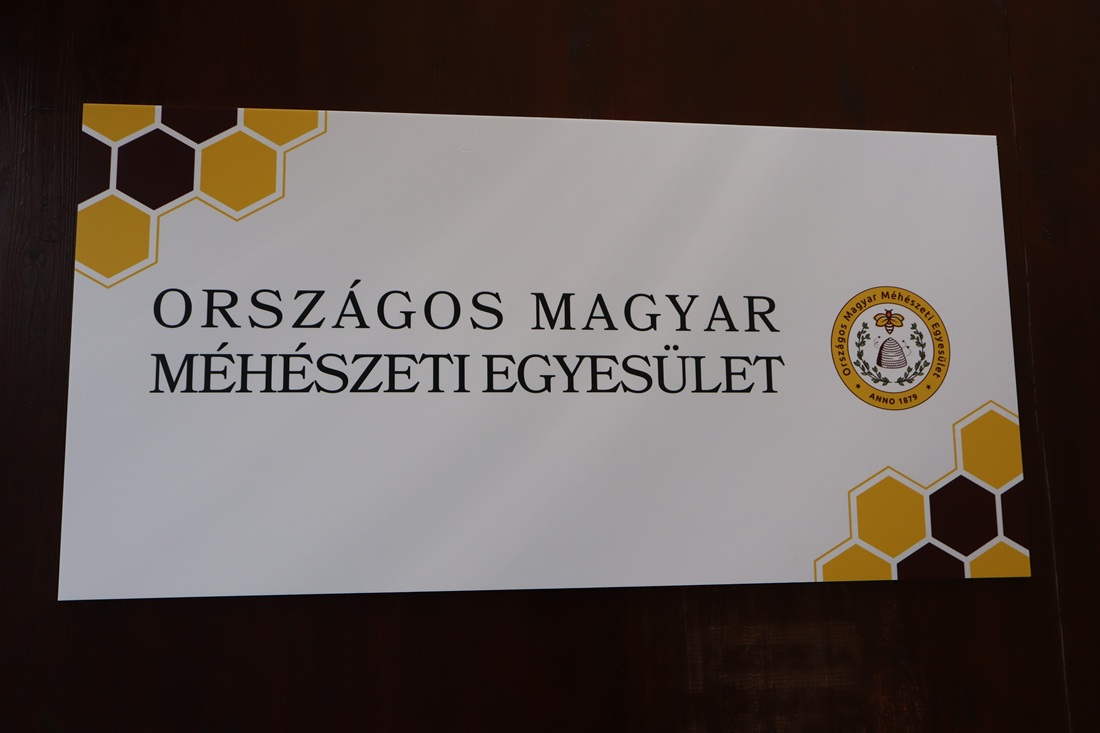 ORSZÁGOS MAGYAR
MÉHÉSZETI EGYESÜLET
Országos Magyar Méhészeti Egyesület
ANNO 1879